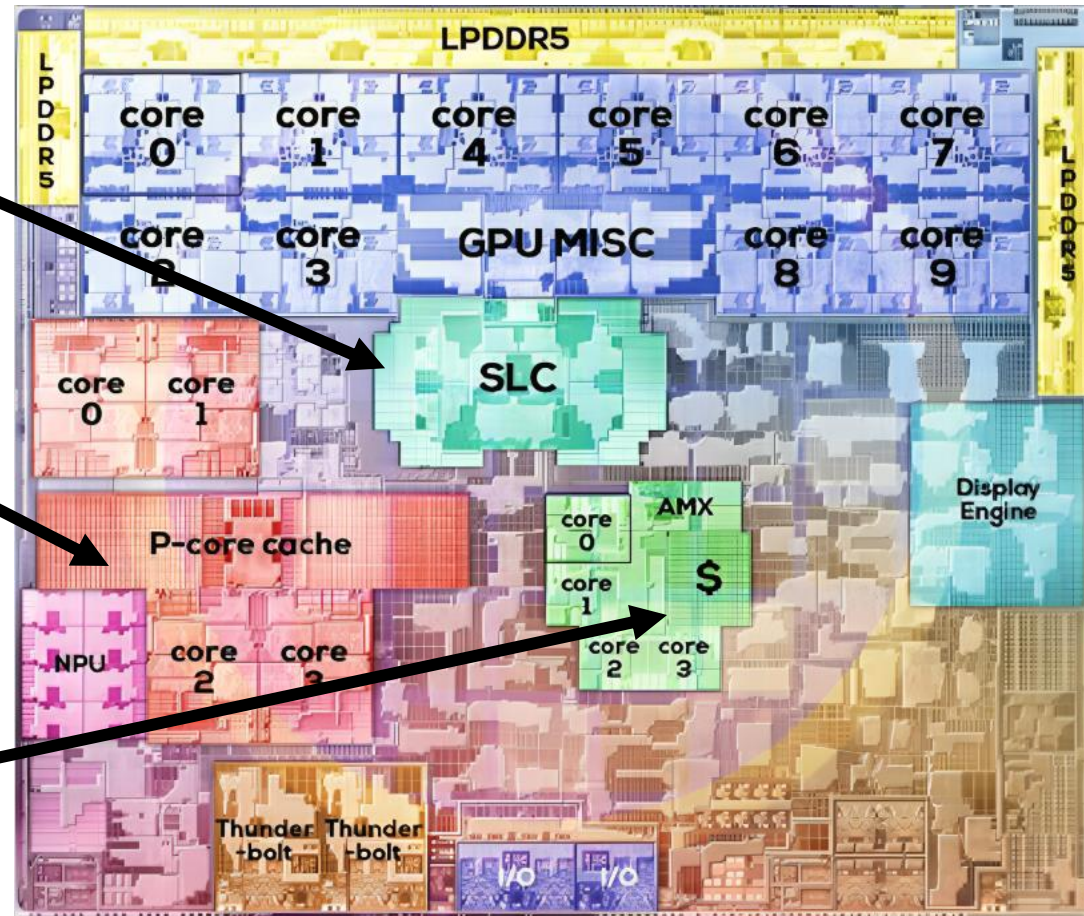 LPDDR5
LPDDR5
core 0
core 1
core 4
core 5
core 6
core 7
LPDDR5
core 2
core 3
GPU MISC
core 8
core 9
core 0
core 1
SLC
Display
Engine
P-core cache
core 0
AMX
core 1
$
NPU
core 2
core 3
core 2
core 3
Thunder
-bolt
Thunder
-bolt
I/O
I/O